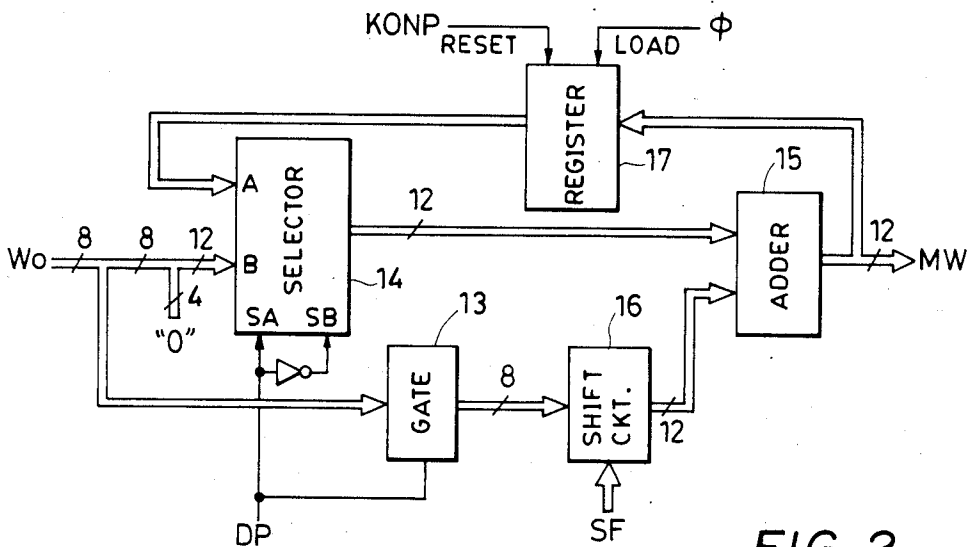 KONP
RESET
LOAD
Φ
REGISTER
17
A
SELECTOR
12
15
Wo
8
8
12
B
14
ADDER
12
MW
4
"O"
SA
SB
13
16
GATE
8
SHIFT
CKT.
12
DP
SF